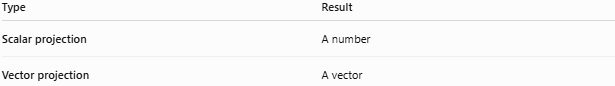 Type Result
Scalar projection A number
Vector projection A vector